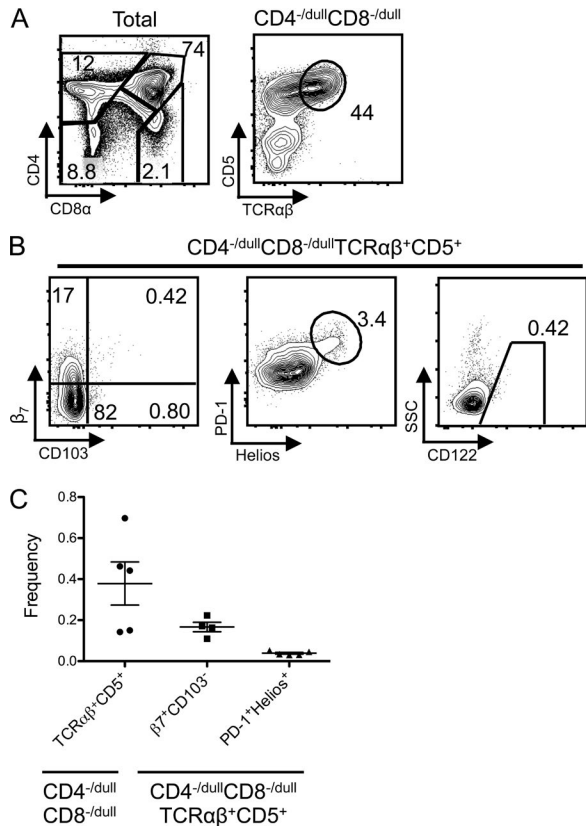 A
Total
CD4⁻/ᵈᵘˡˡCD8⁻/ᵈᵘˡˡ
12
74
8.8
2.1
CD4
CD8α
44
CD5
TCRαβ
B
CD4⁻/ᵈᵘˡˡCD8⁻/ᵈᵘˡˡTCRαβ⁺CD5⁺
17
0.42
82
0.80
β₇
CD103
3.4
PD-1
Helios
0.42
SSC
CD122
C
Frequency
0.8
0.6
0.4
0.2
0.0
TCRαβ⁺CD5⁺
β7⁺CD103⁻
PD-1⁺Helios⁺
CD4⁻/ᵈᵘˡˡ
CD8⁻/ᵈᵘˡˡ
CD4⁻/ᵈᵘˡˡCD8⁻/ᵈᵘˡˡ
TCRαβ⁺CD5⁺